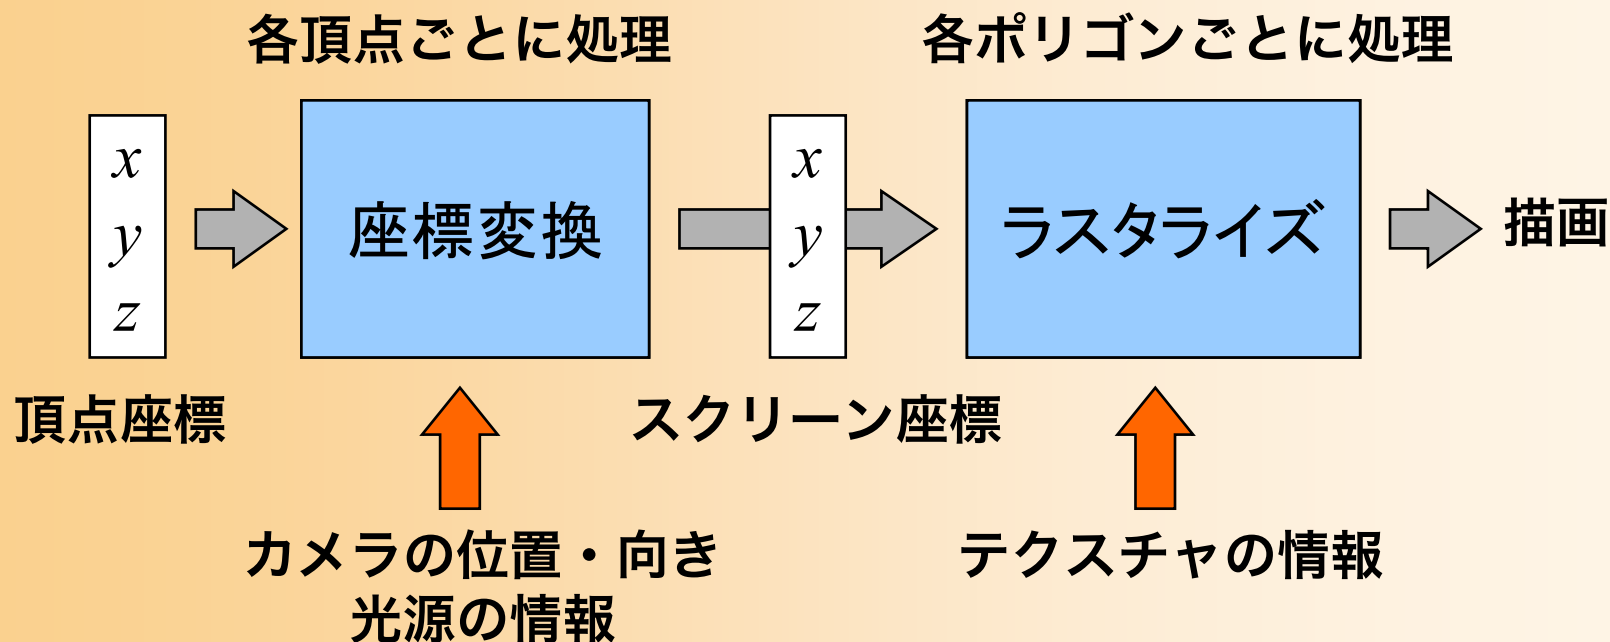 各頂点ごとに処理
各ポリゴンごとに処理
x
y
z
座標変換
x
y
z
ラスタライズ
描画
頂点座標
スクリーン座標
カメラの位置・向き
光源の情報
テクスチャの情報